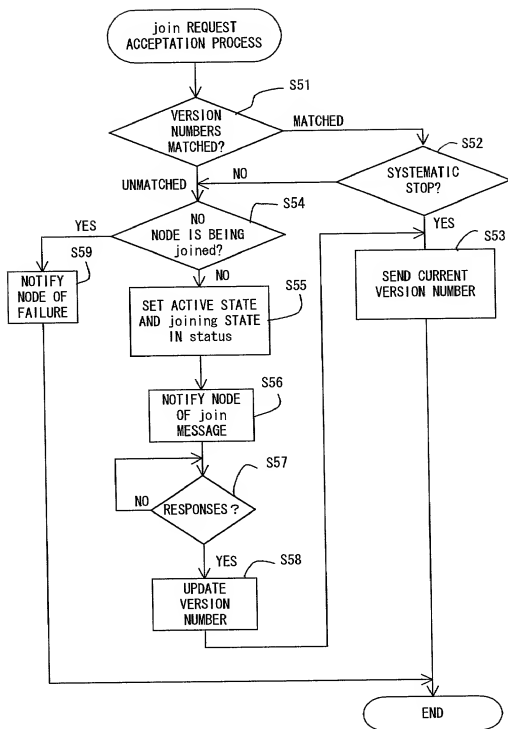 join REQUEST
ACCEPTATION PROCESS
S51
VERSION
NUMBERS
MATCHED?
MATCHED
S52
SYSTEMATIC
STOP?
NO
UNMATCHED
YES
S54
NO
NODE IS BEING
joined?
YES
S53
SEND CURRENT
VERSION NUMBER
S59
NOTIFY
NODE OF
FAILURE
NO
S55
SET ACTIVE STATE
AND joining STATE
IN status
S56
NOTIFY NODE
OF join
MESSAGE
S57
RESPONSES?
NO
YES
S58
UPDATE
VERSION
NUMBER
END